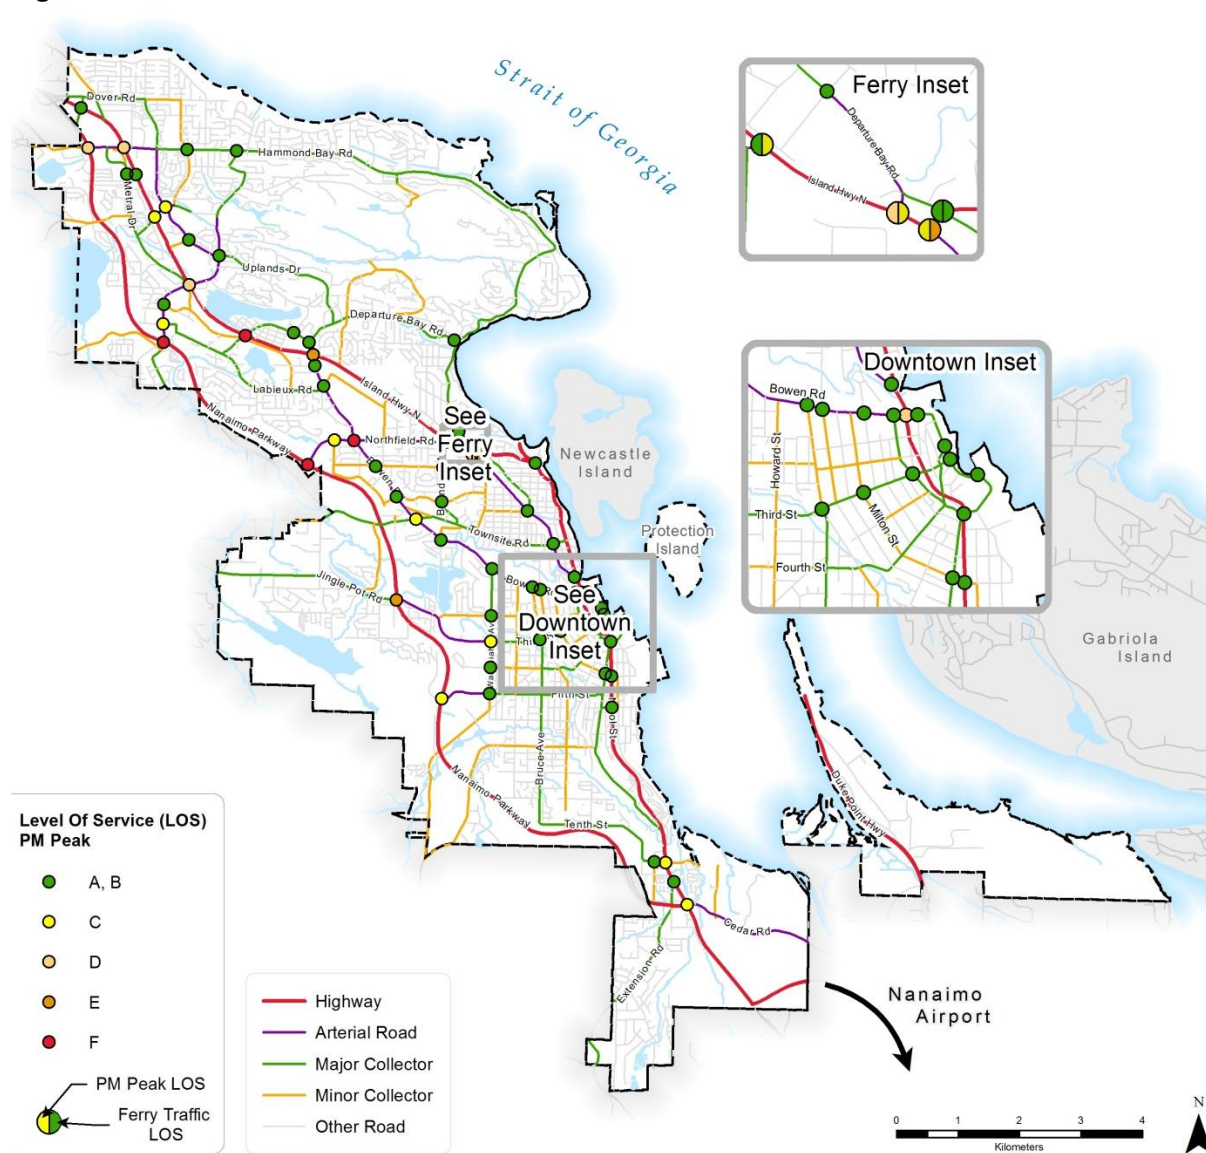 Strait of Georgia
Ferry Inset
Departure Bay Rd
Island Hwy N
Dover Rd
Hammond Bay Rd
Metral Dr
Uplands Dr
Departure Bay Rd
Island Hwy N
Labieux Rd
Nanaimo Parkway
Northfield Rd
See
Ferry
Inset
Newcastle
Island
Protection
Island
Townsite Rd
Jingle Pot Rd
See
Downtown
Inset
Fifth St
Bruce Ave
Nanaimo Parkway
Tenth St
Downtown Inset
Bowen Rd
Howard St
Third St
Milton St
Fourth St
Gabriola
Island
Duke Point Hwy
Cedar Rd
Extension Rd
Nanaimo
Airport
Level Of Service (LOS)
PM Peak
A, B
C
D
E
F
PM Peak LOS
Ferry Traffic
LOS
Highway
Arterial Road
Major Collector
Minor Collector
Other Road
N
0 1 2 3 4
Kilometers